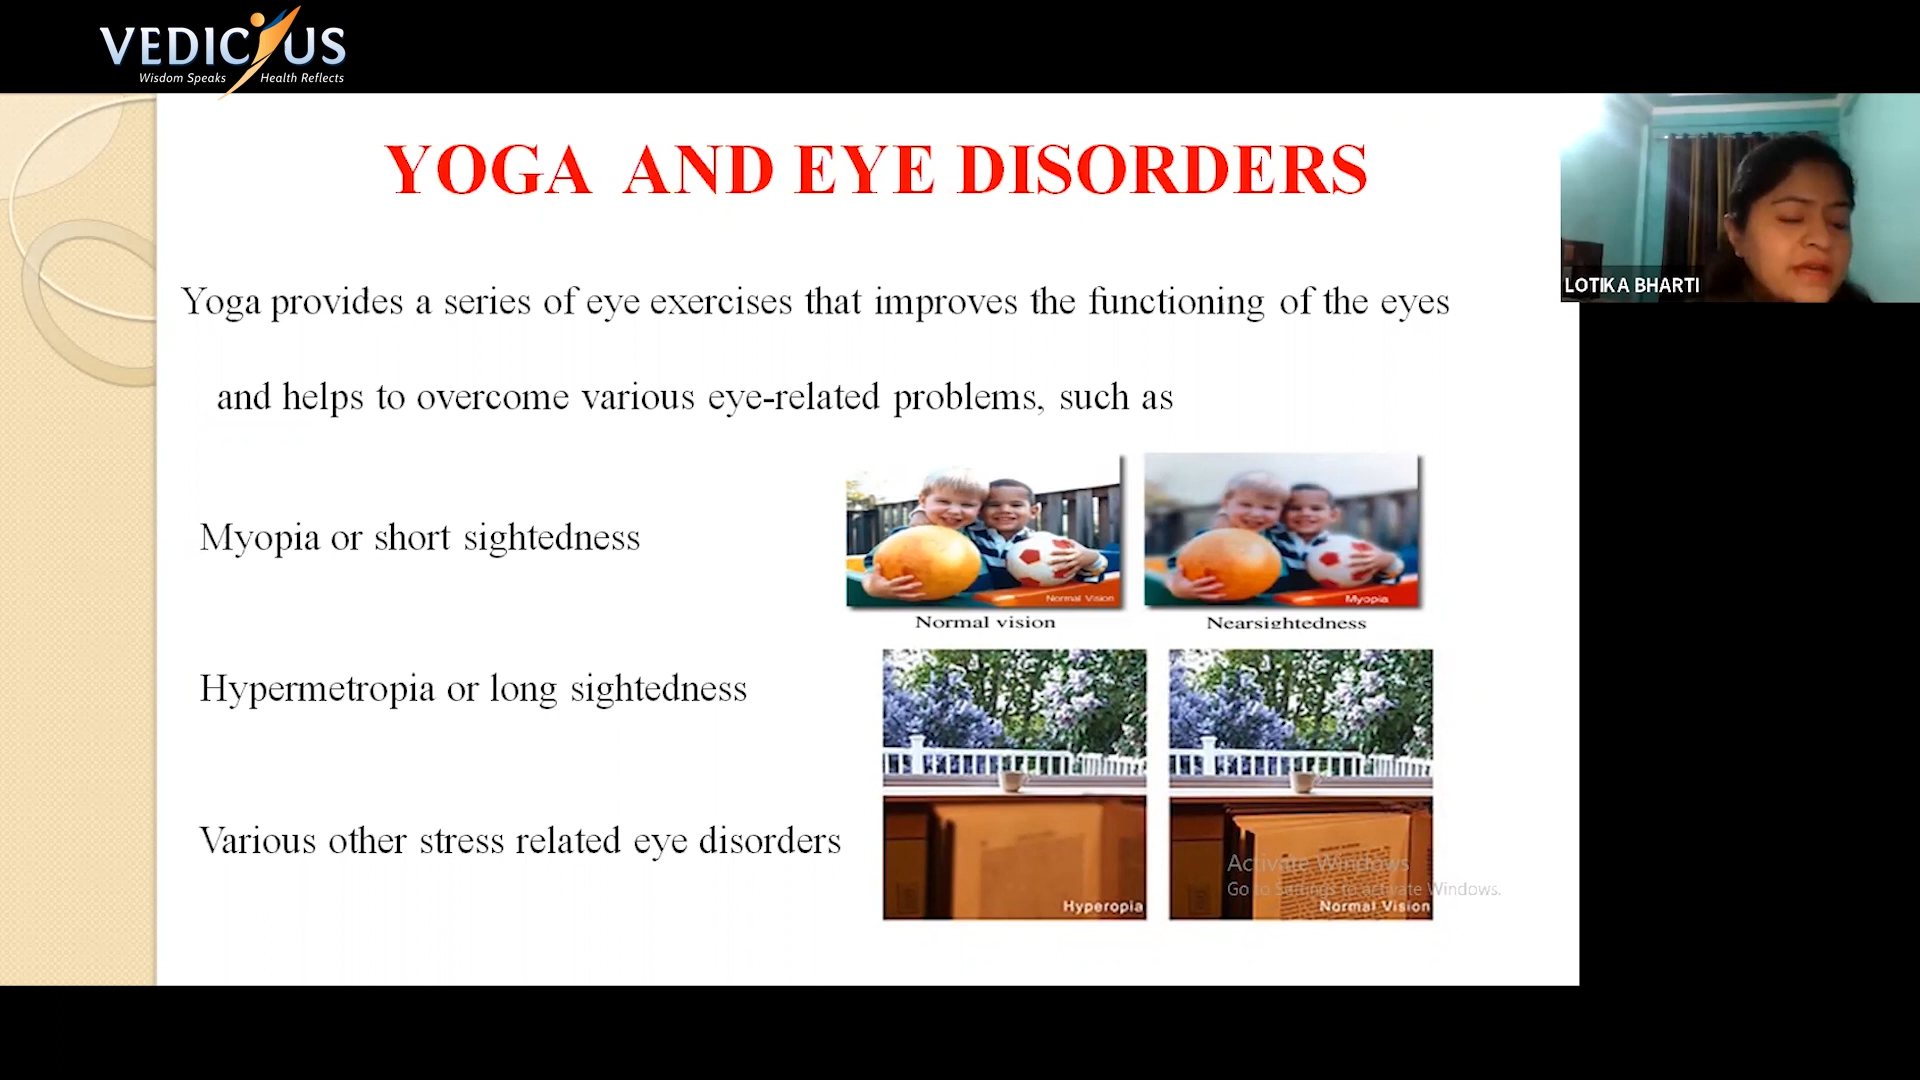 VEDICIUS
Wisdom Speaks Health Reflects
YOGA AND EYE DISORDERS
LOTIKA BHARTI
Yoga provides a series of eye exercises that improves the functioning of the eyes
and helps to overcome various eye-related problems, such as
Myopia or short sightedness
Normal Vision
Myopia
Normal vision
Nearsightedness
Hypermetropia or long sightedness
Various other stress related eye disorders
Activate Windows
Go to Settings to activate Windows.
Hyperopia
Normal Vision